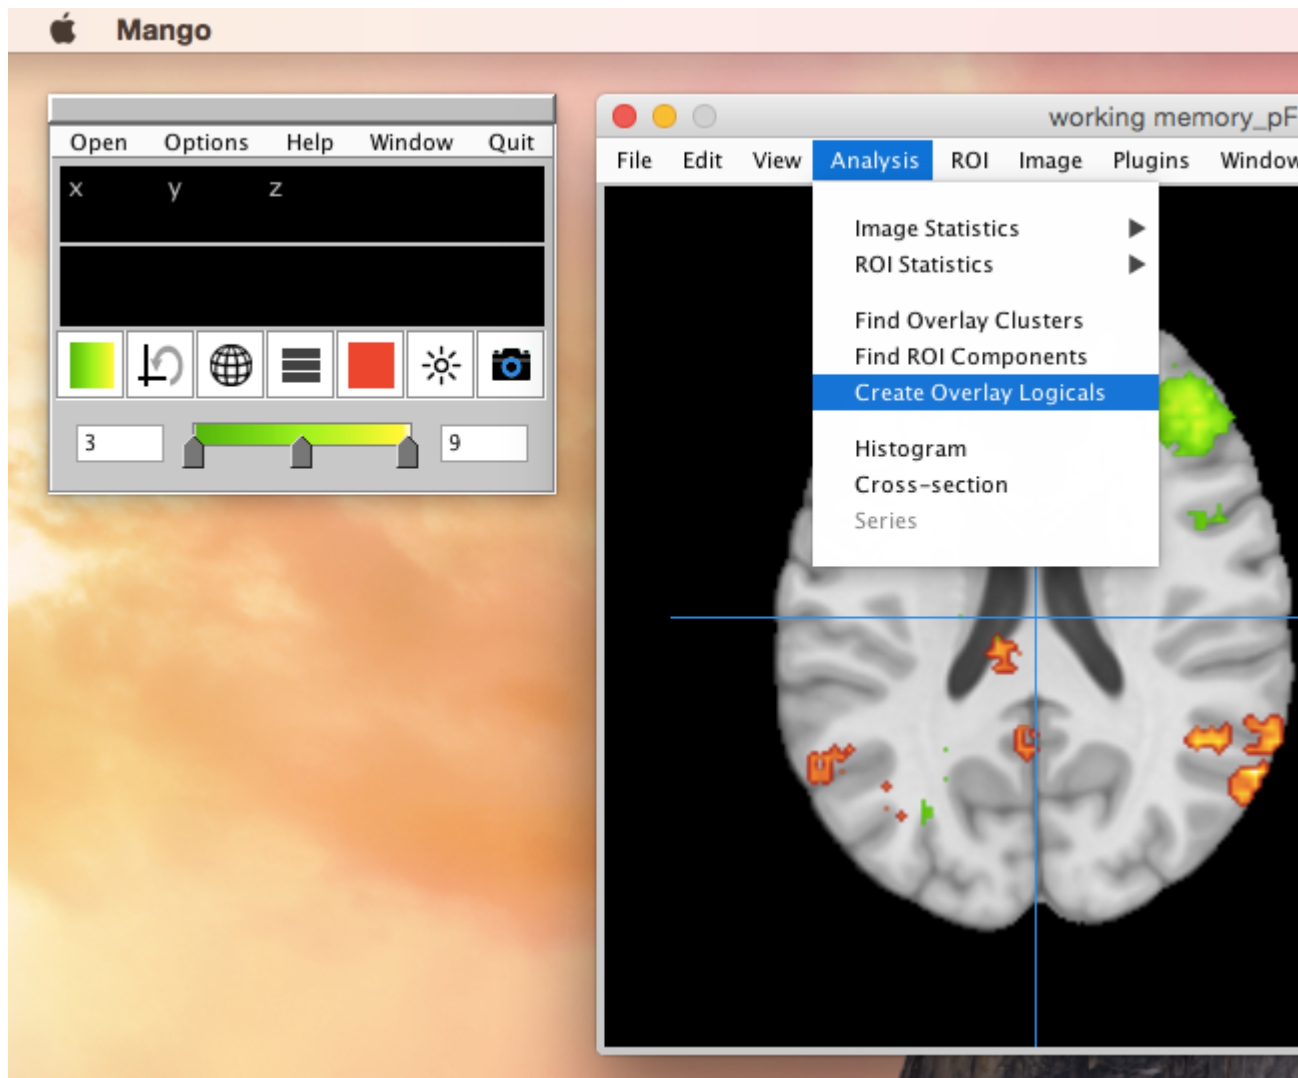 Mango
Open Options Help Window Quit
x y z
3 9
working memory_pF
File Edit View Analysis ROI Image Plugins Window
Image Statistics
ROI Statistics
Find Overlay Clusters
Find ROI Components
Create Overlay Logicals
Histogram
Cross-section
Series